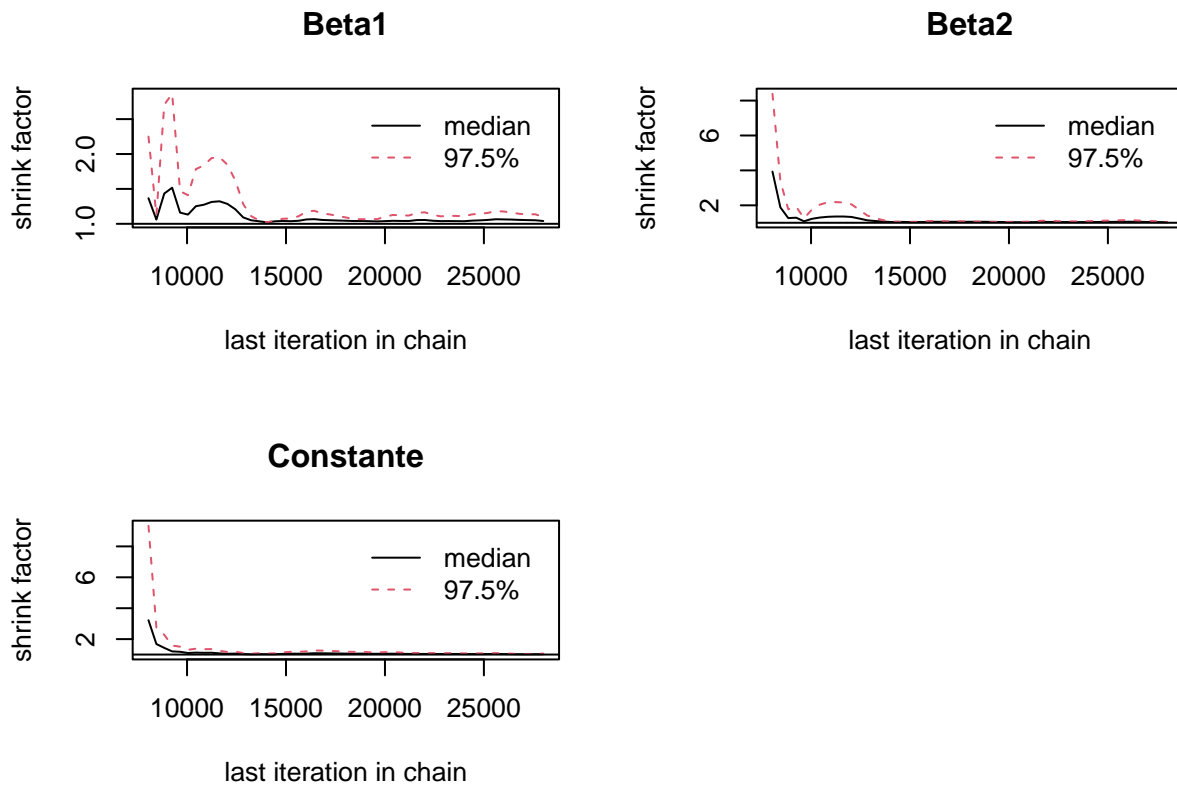 Beta1
shrink factor
1.0 2.0
median
97.5%
10000 15000 20000 25000
last iteration in chain
Beta2
shrink factor
2 6
median
97.5%
10000 15000 20000 25000
last iteration in chain
Constante
shrink factor
2 6
median
97.5%
10000 15000 20000 25000
last iteration in chain